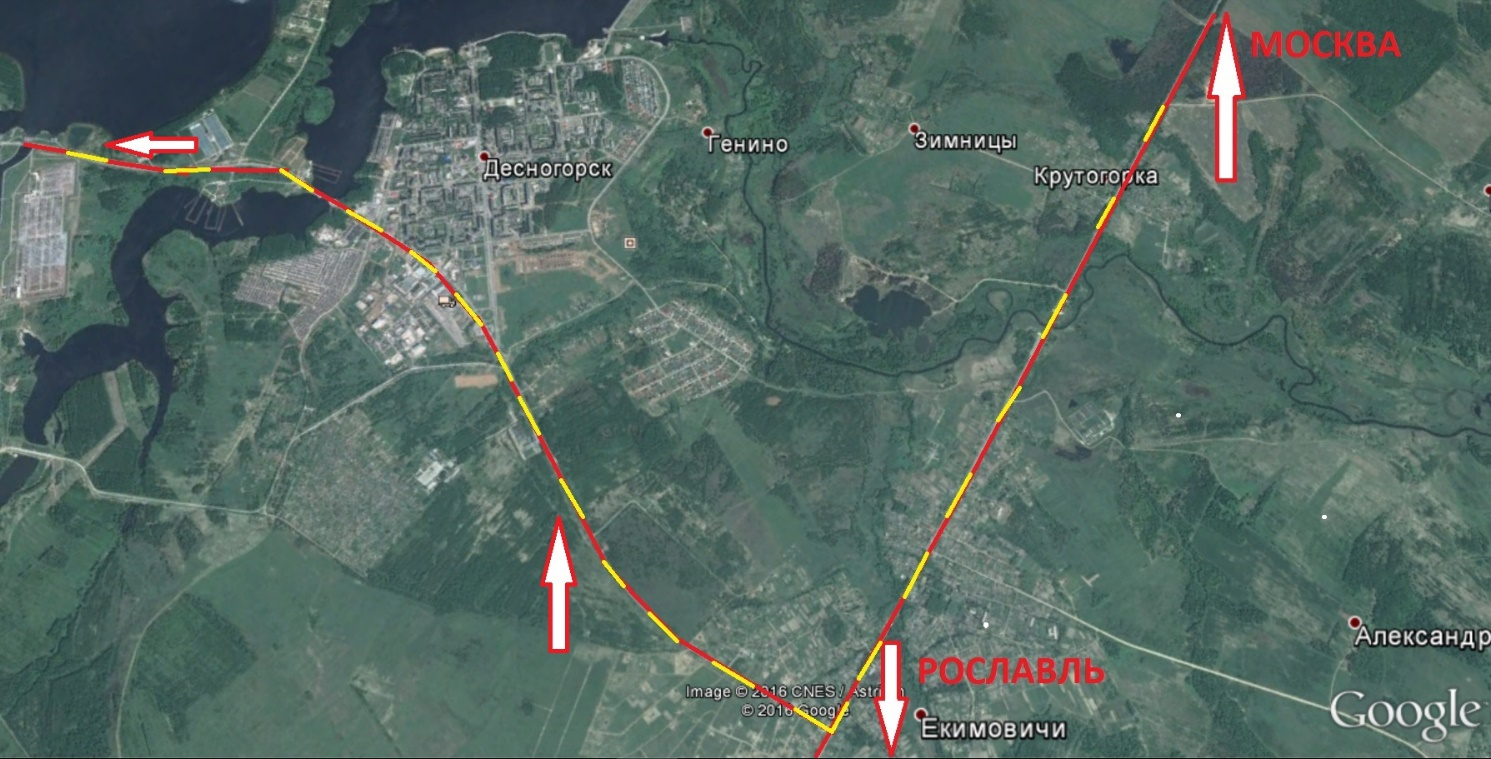 МОСКВА
Генино
Зимницы
Десногорск
Крутогорка
Александр
РОСЛАВЛЬ
Image © 2016 CNES / Astrium
© 2016 Google
Екимовичи
Google